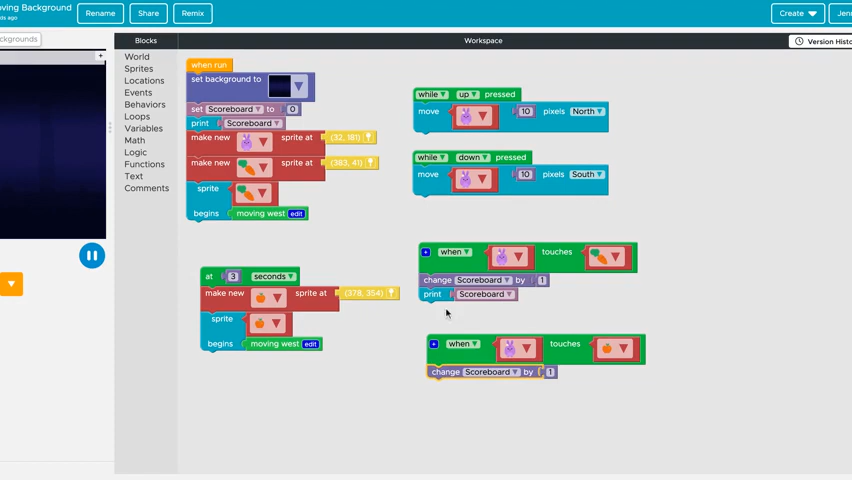 oving Background
ds ago
Rename
Share
Remix
Create
Jen
ckgrounds
+
Blocks
Workspace
Version Histo
World
Sprites
Locations
Events
Behaviors
Loops
Variables
Math
Logic
Functions
Text
Comments
when run
set background to
set Scoreboard to 0
print Scoreboard
make new sprite at (32, 181)
make new sprite at (383, 41)
sprite
begins moving west edit
at 3 seconds
make new sprite at (378, 354)
sprite
begins moving west edit
while up pressed
move 10 pixels North
while down pressed
move 10 pixels South
+ when touches
change Scoreboard by 1
print Scoreboard
+ when touches
change Scoreboard by 1